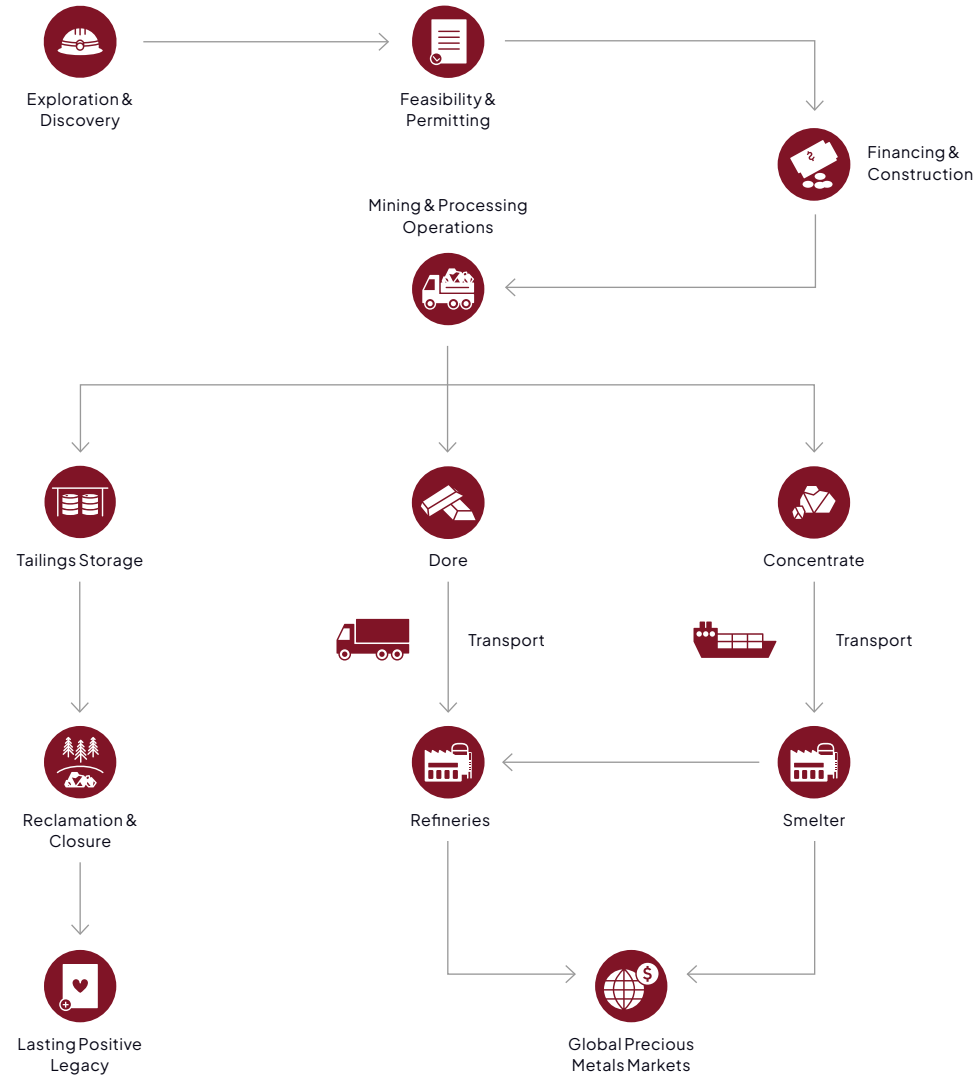 Exploration &
Discovery
Feasibility &
Permitting
Financing &
Construction
Mining & Processing
Operations
Tailings Storage
Dore
Concentrate
Transport
Transport
Reclamation &
Closure
Refineries
Smelter
$
Lasting Positive
Legacy
Global Precious
Metals Markets